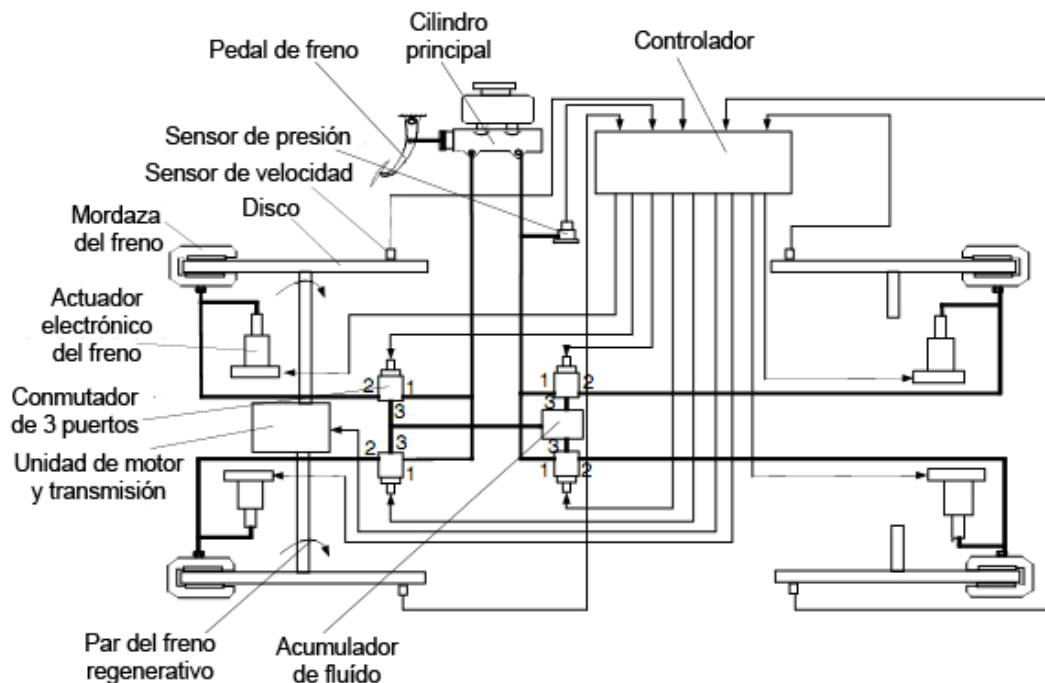 Cilindro
principal
Pedal de freno
Controlador
Sensor de presión
Sensor de velocidad
Disco
Mordaza
del freno
Actuador
electrónico
del freno
2 1
3
1 2
3
Conmutador
de 3 puertos
2 3
1
3
1 2
Unidad de motor
y transmisión
Par del freno
regenerativo
Acumulador
de fluído